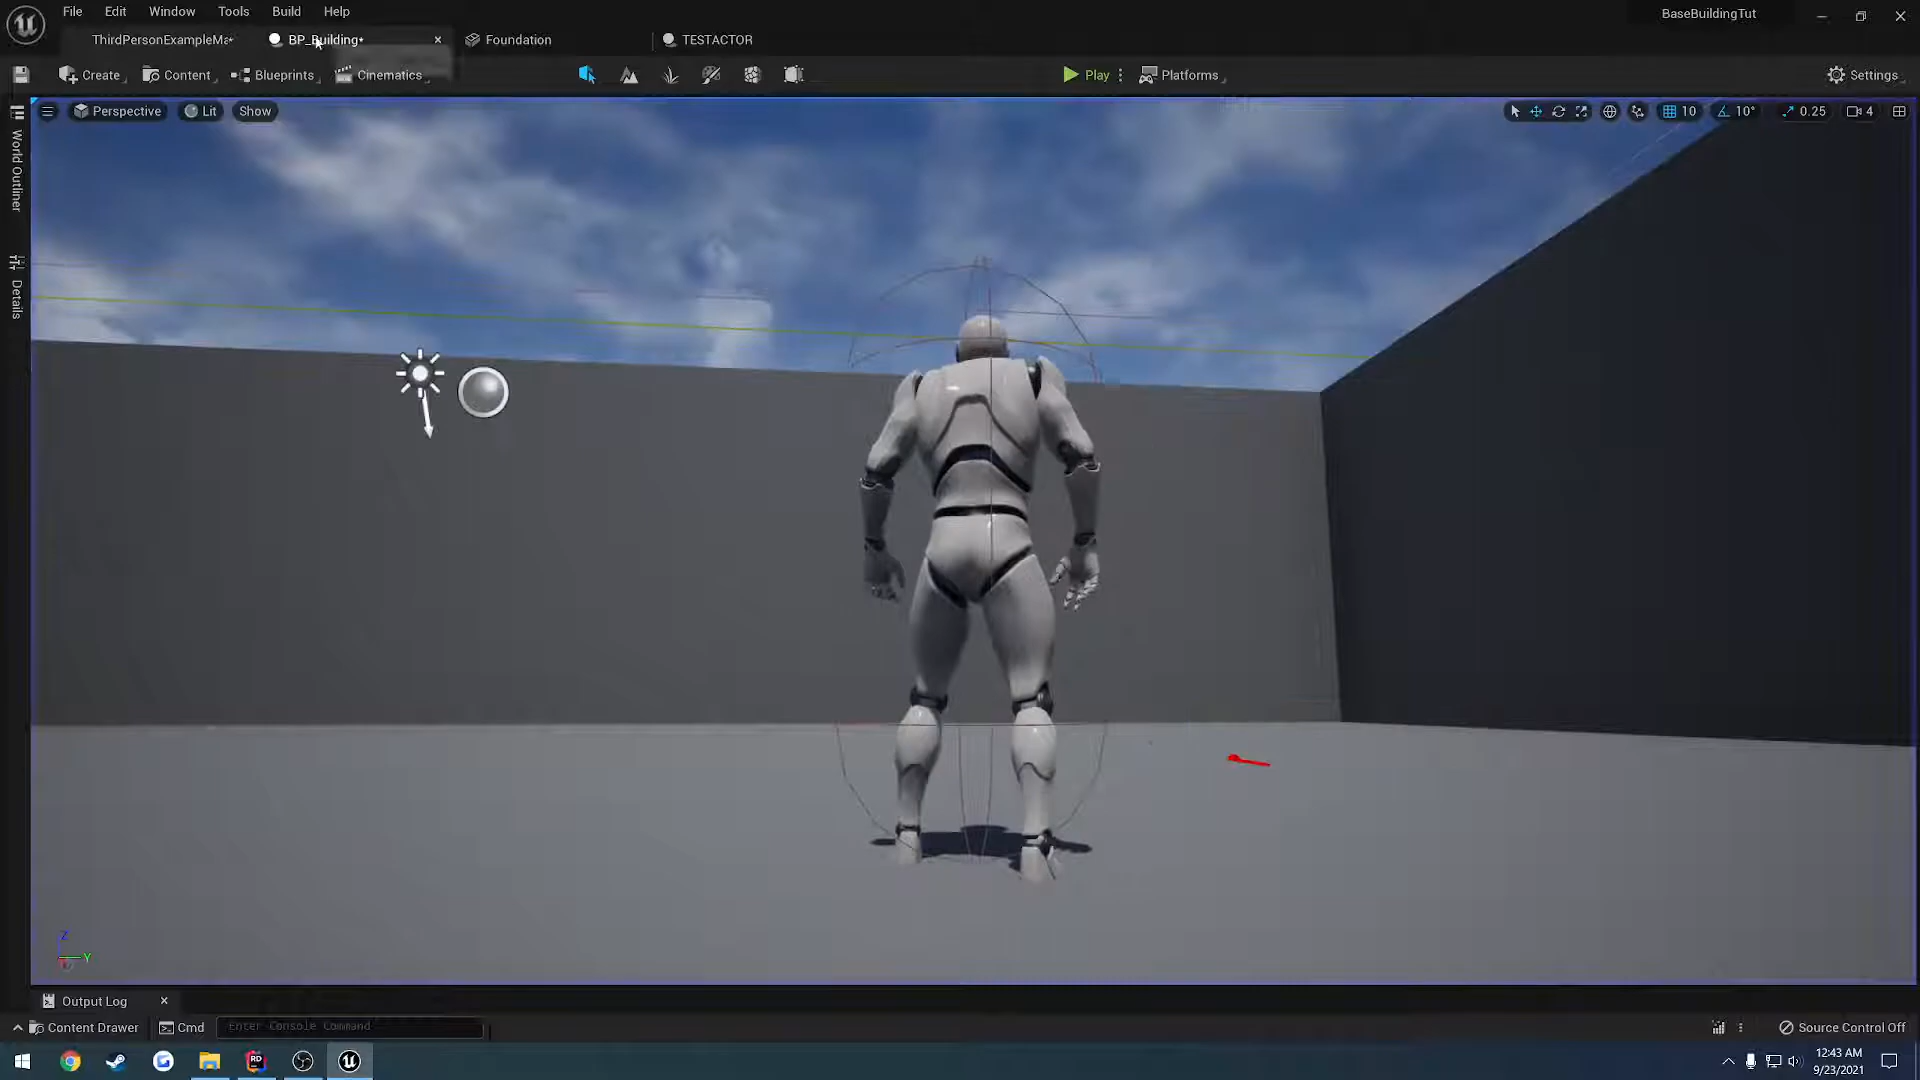 File Edit Window Tools Build Help
BaseBuildingTut
ThirdPersonExampleMa•
BP_Building•
Foundation
TESTACTOR
Create
Content
Blueprints
Cinematics
Play
Platforms
Settings
Perspective
Lit
Show
10
10°
0.25
4
World Outliner
Details
Z
Y
Output Log
Content Drawer
Cmd
Enter Console Command
Source Control Off
RD
12:43 AM
9/23/2021